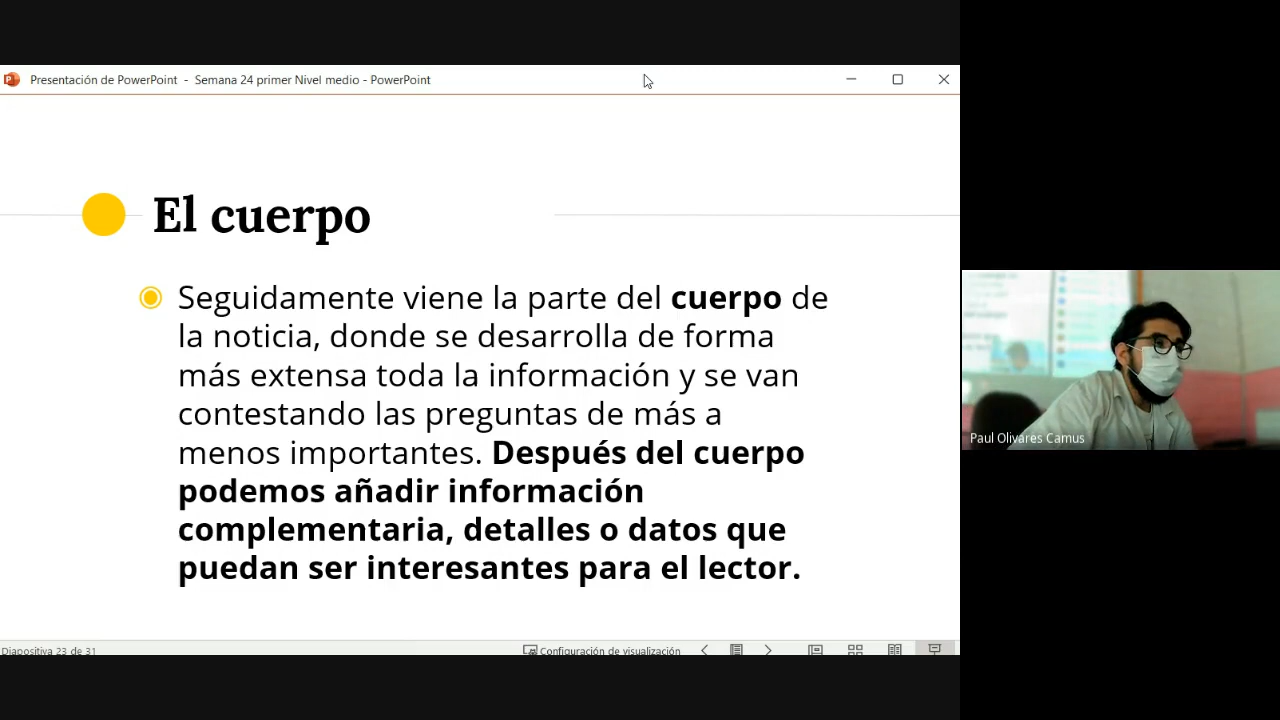 Presentación de PowerPoint - Semana 24 primer Nivel medio - PowerPoint
El cuerpo
Seguidamente viene la parte del cuerpo de
la noticia, donde se desarrolla de forma
más extensa toda la información y se van
contestando las preguntas de más a
menos importantes. Después del cuerpo
podemos añadir información
complementaria, detalles o datos que
puedan ser interesantes para el lector.
Diapositiva 23 de 31
Configuración de visualización
Paul Olivares Camus